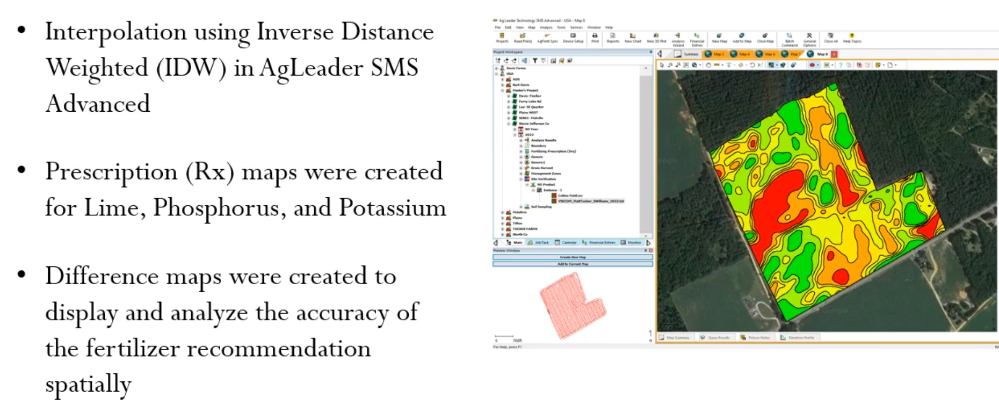 • Interpolation using Inverse Distance
Weighted (IDW) in AgLeader SMS
Advanced
• Prescription (Rx) maps were created
for Lime, Phosphorus, and Potassium
• Difference maps were created to
display and analyze the accuracy of
the fertilizer recommendation
spatially
Ag Leader Technology SMS Advanced - UGA - Map 8
File Edit View Map Analysis Tools Services Window Help
Projects Read File(s) AgFiniti Sync Device Setup Print Reports New Chart New 3D Plot Analysis Wizard Financial Entries New Map Add to Map Close Map Batch Command General Options Close All Help Topics
Project Workspace
Summary Map 3 Map 4 Map 6 Map 7 Map 8
Davis Farms
UGA
Bart Davis
Master's Project
Davis- Fincher
Ferry Lake Rd
Lee- SE Quarter
Plains WEST
SEREC- Midville
Stevie-Jefferson Co
NO Year
2022
Analysis Results
Boundary
Fertilizing Prescription (Dry)
Generic
Generic1
Grain Harvest
Management Zones
Site Verification
NO Product
Instance - 1
Cotton Field.csv
Soil Sampling
Moultrie
Plains
Tifton
TUCKER FARMS
Worth Co
Main Job/Task Calendar Financial Entries Monitor
Preview Window
Create New Map
Add to Current Map
0 700ft N
Google
Map Summary Query Results Picture Notes Elevation Profile
For Help, press F1